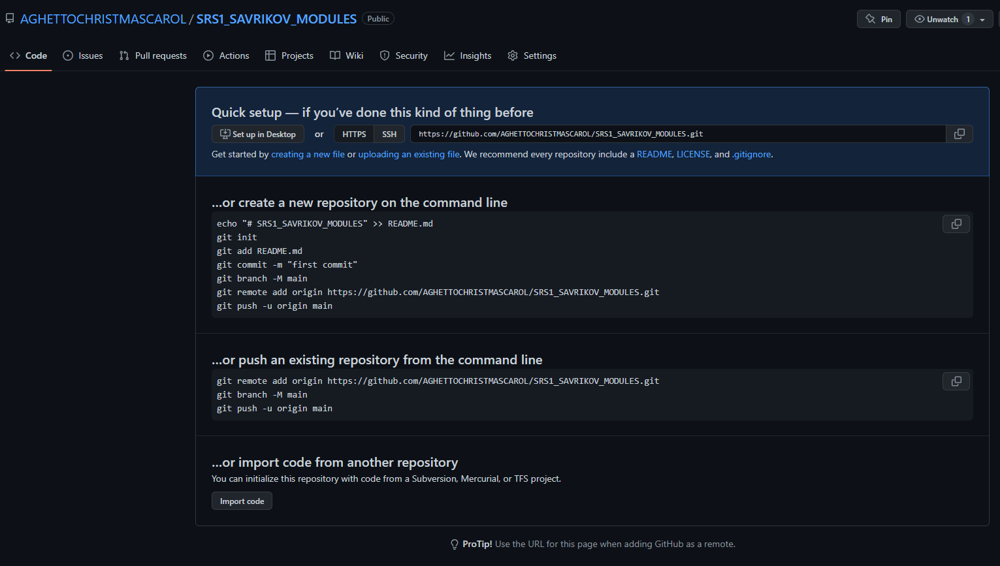 AGHETTOCHRISTMASCAROL / SRS1_SAVRIKOV_MODULES Public
Pin Unwatch 1
Code Issues Pull requests Actions Projects Wiki Security Insights Settings
Quick setup — if you’ve done this kind of thing before
Set up in Desktop or HTTPS SSH https://github.com/AGHETTOCHRISTMASCAROL/SRS1_SAVRIKOV_MODULES.git
Get started by creating a new file or uploading an existing file. We recommend every repository include a README, LICENSE, and .gitignore.
…or create a new repository on the command line
echo "# SRS1_SAVRIKOV_MODULES" >> README.md
git init
git add README.md
git commit -m "first commit"
git branch -M main
git remote add origin https://github.com/AGHETTOCHRISTMASCAROL/SRS1_SAVRIKOV_MODULES.git
git push -u origin main
…or push an existing repository from the command line
git remote add origin https://github.com/AGHETTOCHRISTMASCAROL/SRS1_SAVRIKOV_MODULES.git
git branch -M main
git push -u origin main
…or import code from another repository
You can initialize this repository with code from a Subversion, Mercurial, or TFS project.
Import code
ProTip! Use the URL for this page when adding GitHub as a remote.